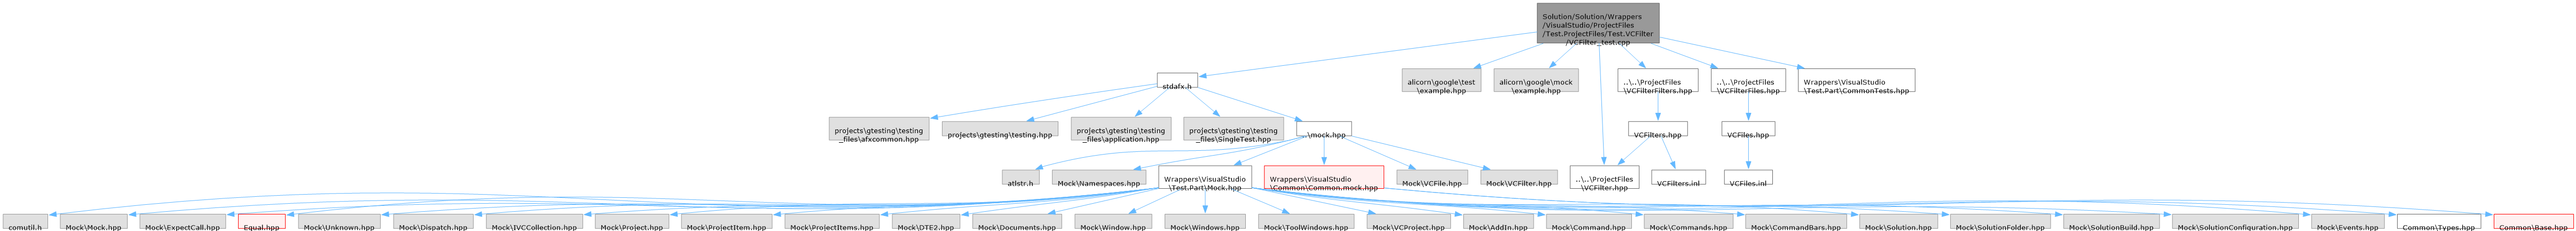 Solution/Solution/Wrappers
/VisualStudio/ProjectFiles
/Test.ProjectFiles/Test.VCFilter
/VCFilter_test.cpp
stdafx.h
alicorn\google\test
\example.hpp
alicorn\google\mock
\example.hpp
..\..\ProjectFiles
\VCFilterFilters.hpp
..\..\ProjectFiles
\VCFilterFiles.hpp
Wrappers\VisualStudio
\Test.Part\CommonTests.hpp
projects\gtesting\testing
_files\afxcommon.hpp
projects\gtesting\testing.hpp
projects\gtesting\testing
_files\application.hpp
projects\gtesting\testing
_files\SingleTest.hpp
.\mock.hpp
VCFilters.hpp
VCFiles.hpp
atlstr.h
Mock\Namespaces.hpp
Wrappers\VisualStudio
\Test.Part\Mock.hpp
Wrappers\VisualStudio
\Common\Common.mock.hpp
Mock\VCFile.hpp
Mock\VCFilter.hpp
..\..\ProjectFiles
\VCFilter.hpp
VCFilters.inl
VCFiles.inl
comutil.h
Mock\Mock.hpp
Mock\ExpectCall.hpp
Equal.hpp
Mock\Unknown.hpp
Mock\Dispatch.hpp
Mock\IVCCollection.hpp
Mock\Project.hpp
Mock\ProjectItem.hpp
Mock\ProjectItems.hpp
Mock\DTE2.hpp
Mock\Documents.hpp
Mock\Window.hpp
Mock\Windows.hpp
Mock\ToolWindows.hpp
Mock\VCProject.hpp
Mock\AddIn.hpp
Mock\Command.hpp
Mock\Commands.hpp
Mock\CommandBars.hpp
Mock\Solution.hpp
Mock\SolutionFolder.hpp
Mock\SolutionBuild.hpp
Mock\SolutionConfiguration.hpp
Mock\Events.hpp
Common\Types.hpp
Common\Base.hpp